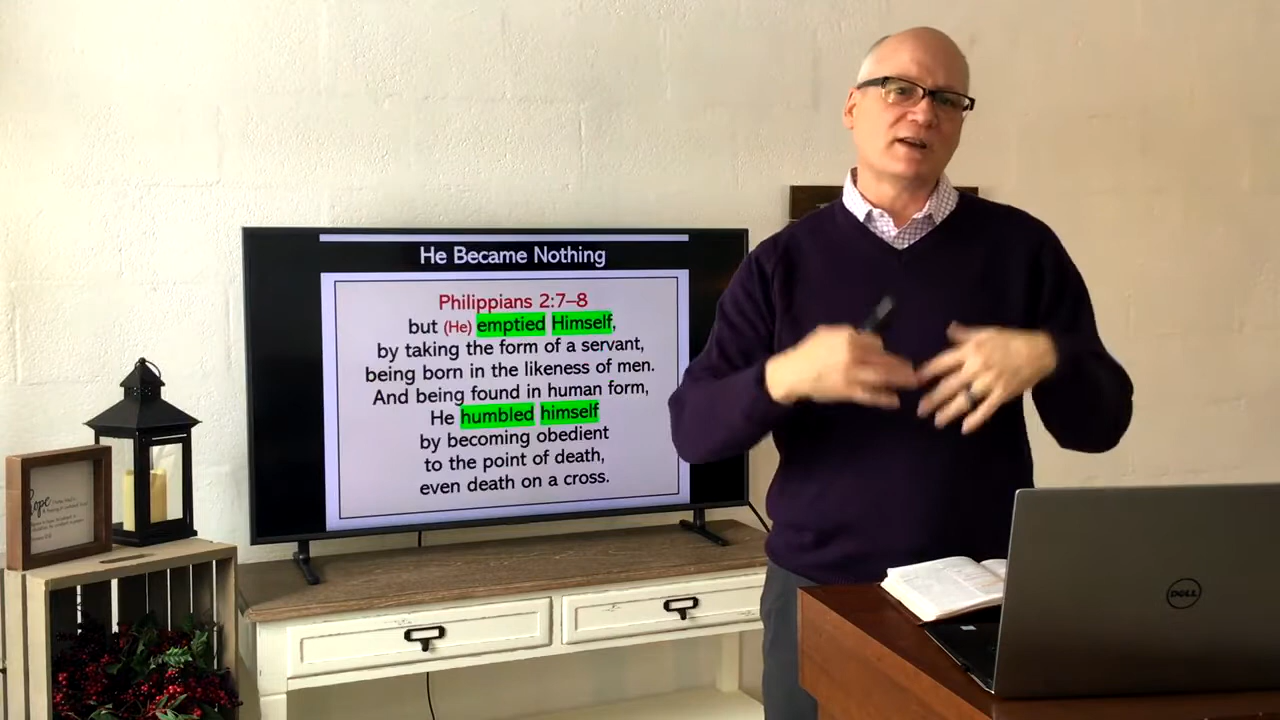 He Became Nothing
Philippians 2:7–8
but (He) emptied Himself,
by taking the form of a servant,
being born in the likeness of men.
And being found in human form,
He humbled himself
by becoming obedient
to the point of death,
even death on a cross.
hope
DELL